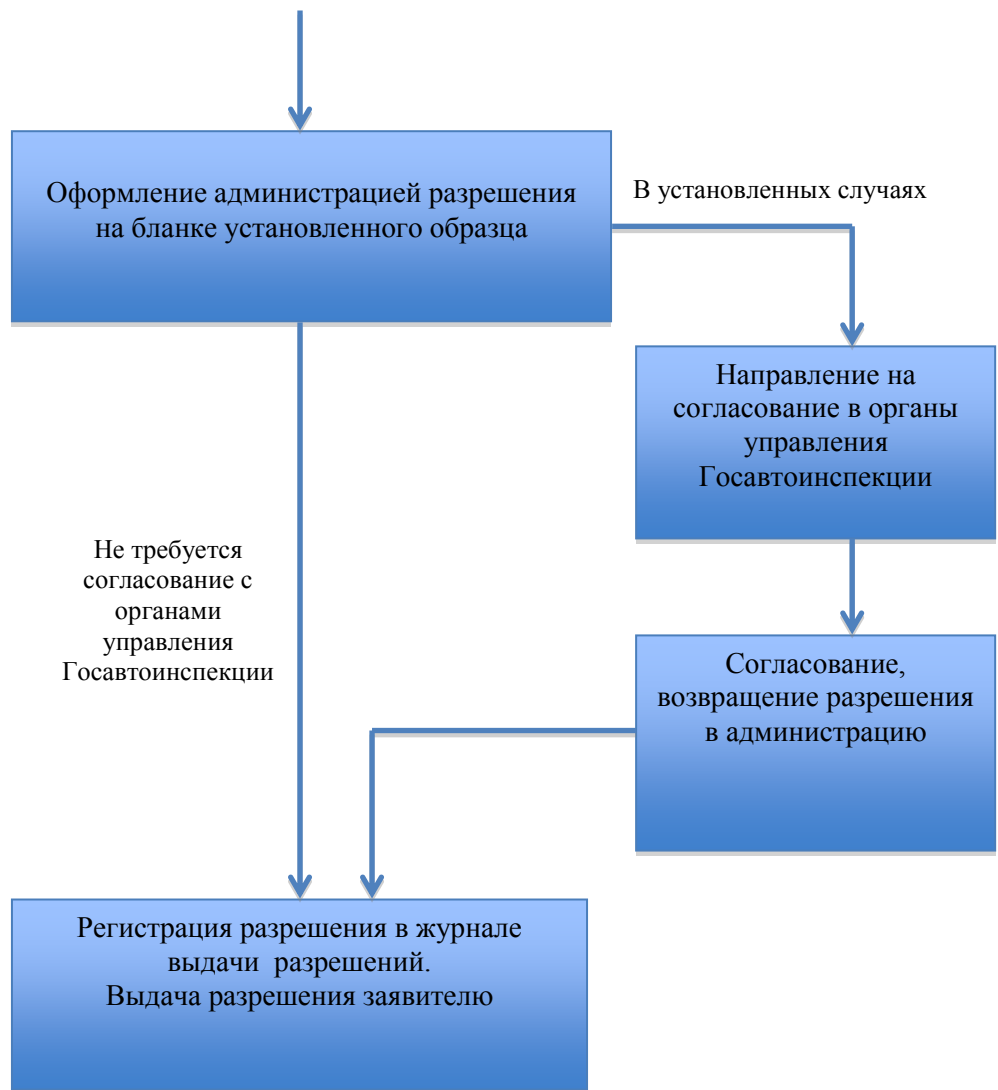 Оформление администрацией разрешения
на бланке установленного образца
В установленных случаях
Направление на
согласование в органы
управления
Госавтоинспекции
Не требуется
согласование с
органами
управления
Госавтоинспекции
Согласование,
возвращение разрешения
в администрацию
Регистрация разрешения в журнале
выдачи  разрешений.
Выдача разрешения заявителю